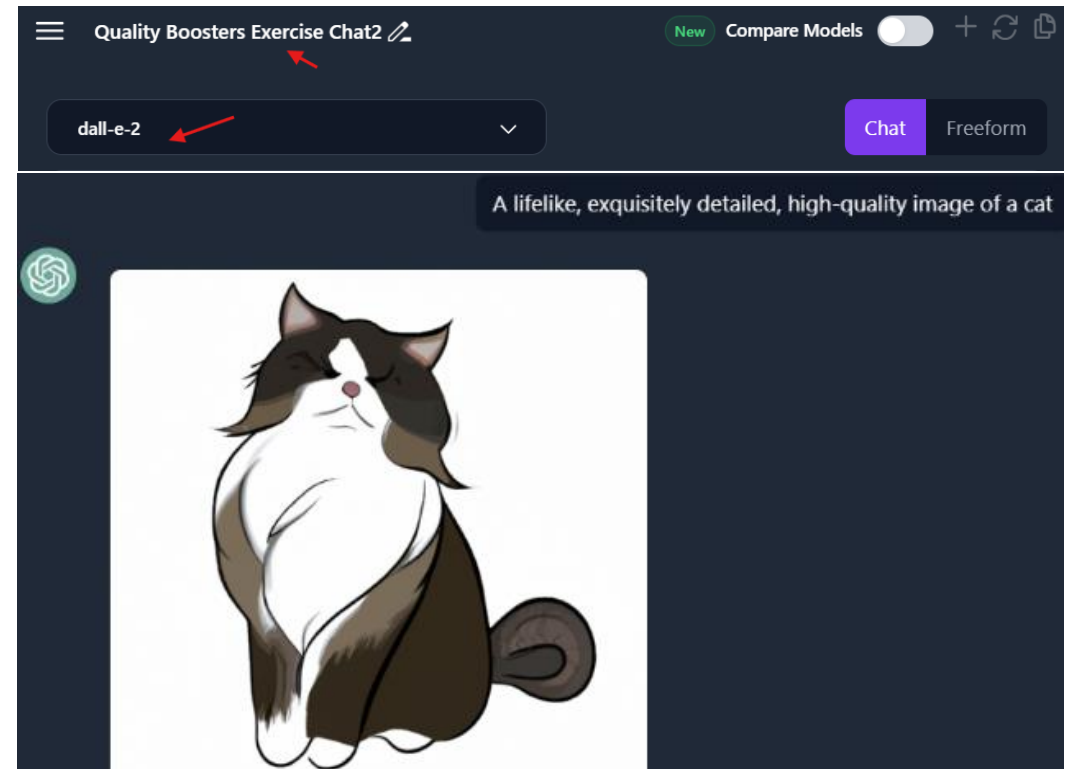 Quality Boosters Exercise Chat2
New
Compare Models
dall-e-2
Chat
Freeform
A lifelike, exquisitely detailed, high-quality image of a cat